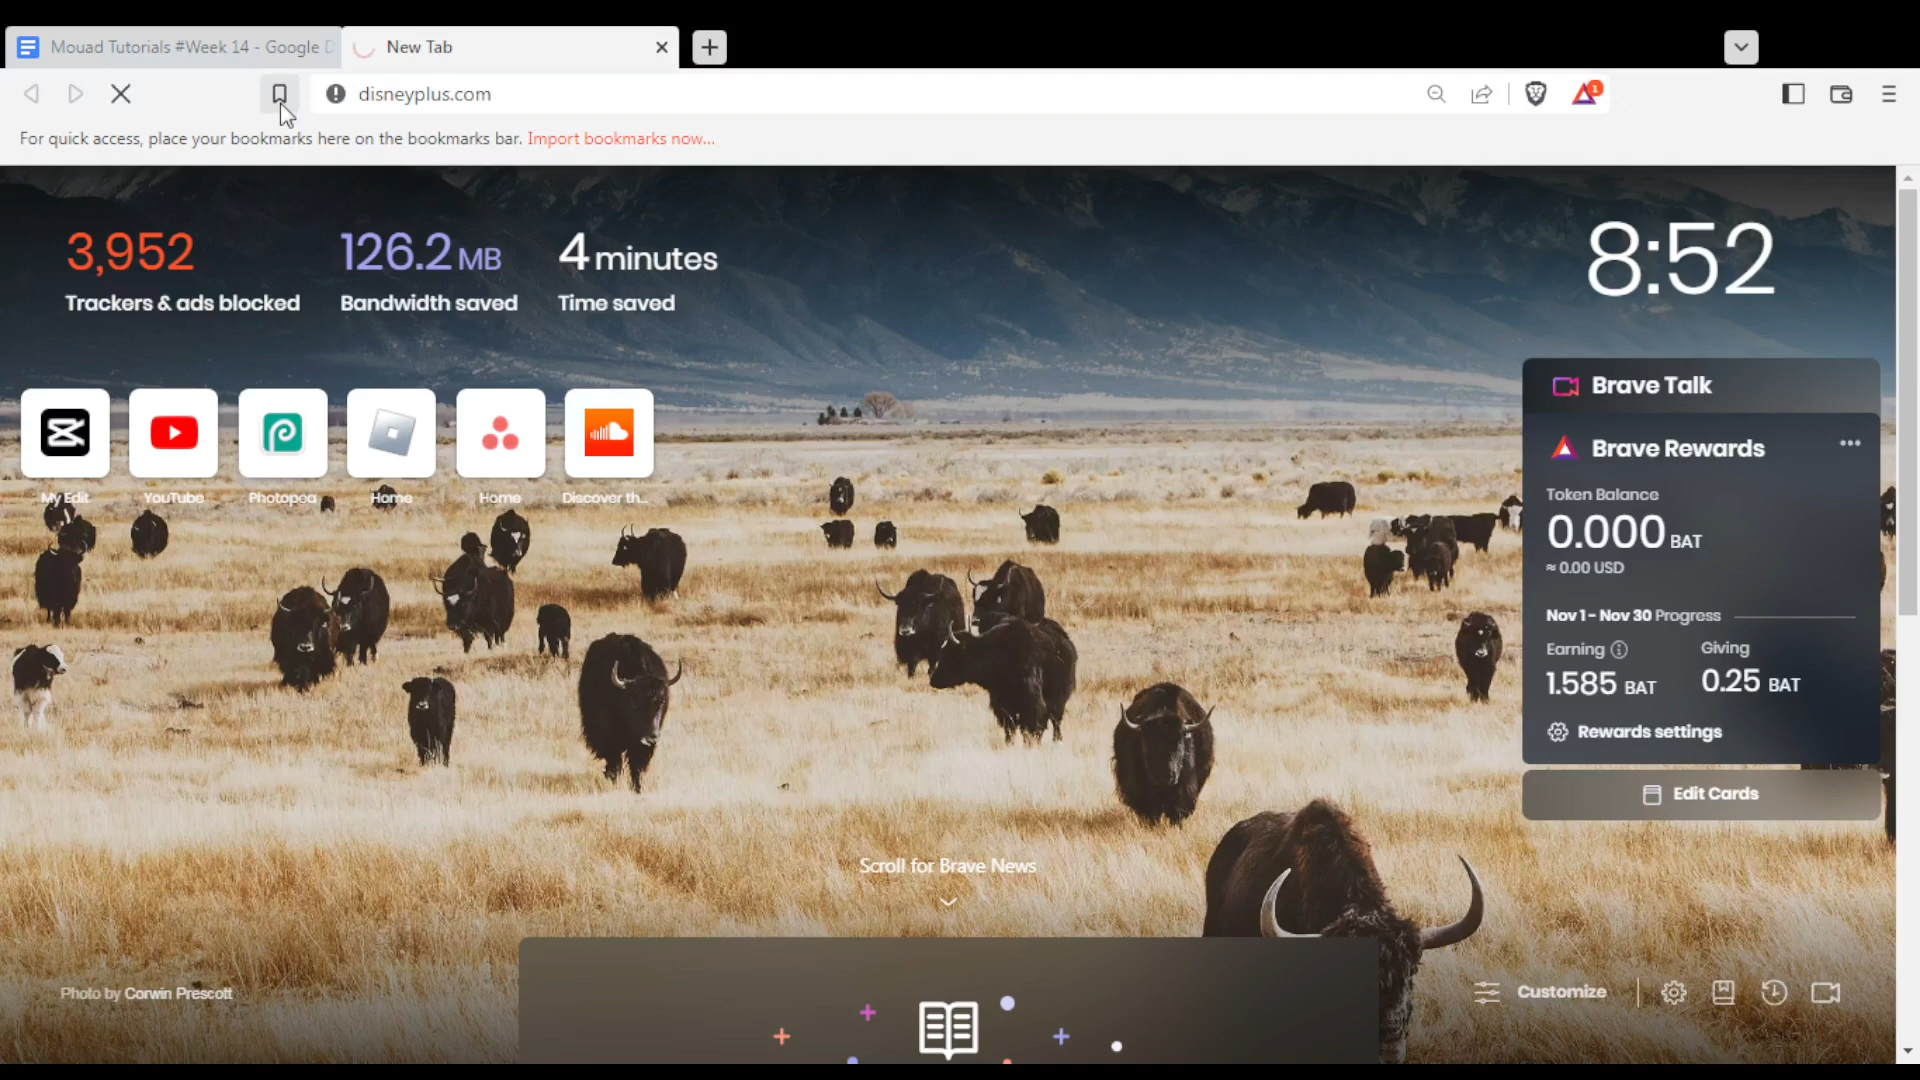 Mouad Tutorials #Week 14 - Google D
New Tab
disneyplus.com
1
For quick access, place your bookmarks here on the bookmarks bar. Import bookmarks now...
3,952
Trackers & ads blocked
126.2 MB
Bandwidth saved
4 minutes
Time saved
8:52
My Edit
YouTube
Photopea
Home
Home
Discover th...
Brave Talk
Brave Rewards
Token Balance
0.000 BAT
≈ 0.00 USD
Nov 1 - Nov 30 Progress
Earning
Giving
1.585 BAT
0.25 BAT
Rewards settings
Edit Cards
Scroll for Brave News
Photo by Corwin Prescott
Customize